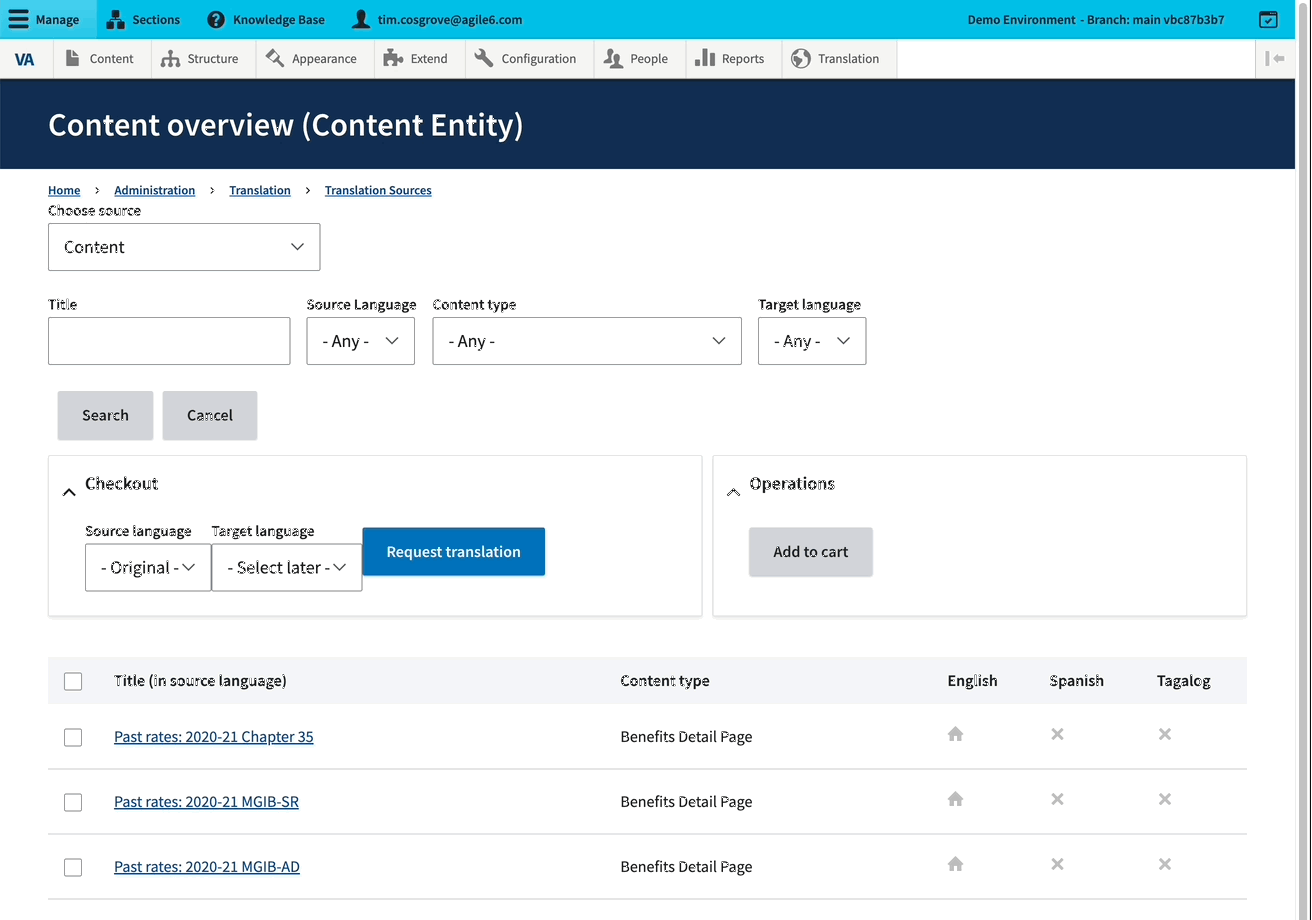 Manage Sections Knowledge Base tim.cosgrove@agile6.com Demo Environment - Branch: main vbc87b3b7
VA Content Structure Appearance Extend Configuration People Reports Translation
Content overview (Content Entity)
Home › Administration › Translation › Translation Sources
Choose source
Content
Title Source Language Content type Target language
- Any - - Any - - Any -
Search Cancel
Checkout Operations
Source language Target language
Request translation Add to cart
- Original - - Select later -
Title (in source language) Content type English Spanish Tagalog
Past rates: 2020-21 Chapter 35 Benefits Detail Page
Past rates: 2020-21 MGIB-SR Benefits Detail Page
Past rates: 2020-21 MGIB-AD Benefits Detail Page